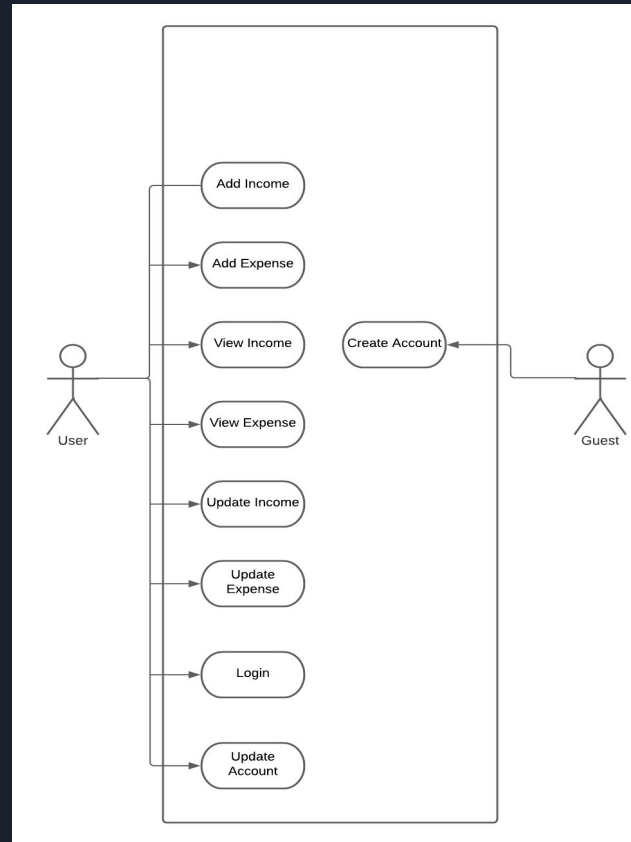 Add Income
Add Expense
View Income
Create Account
View Expense
User
Guest
Update Income
Update
Expense
Login
Update
Account